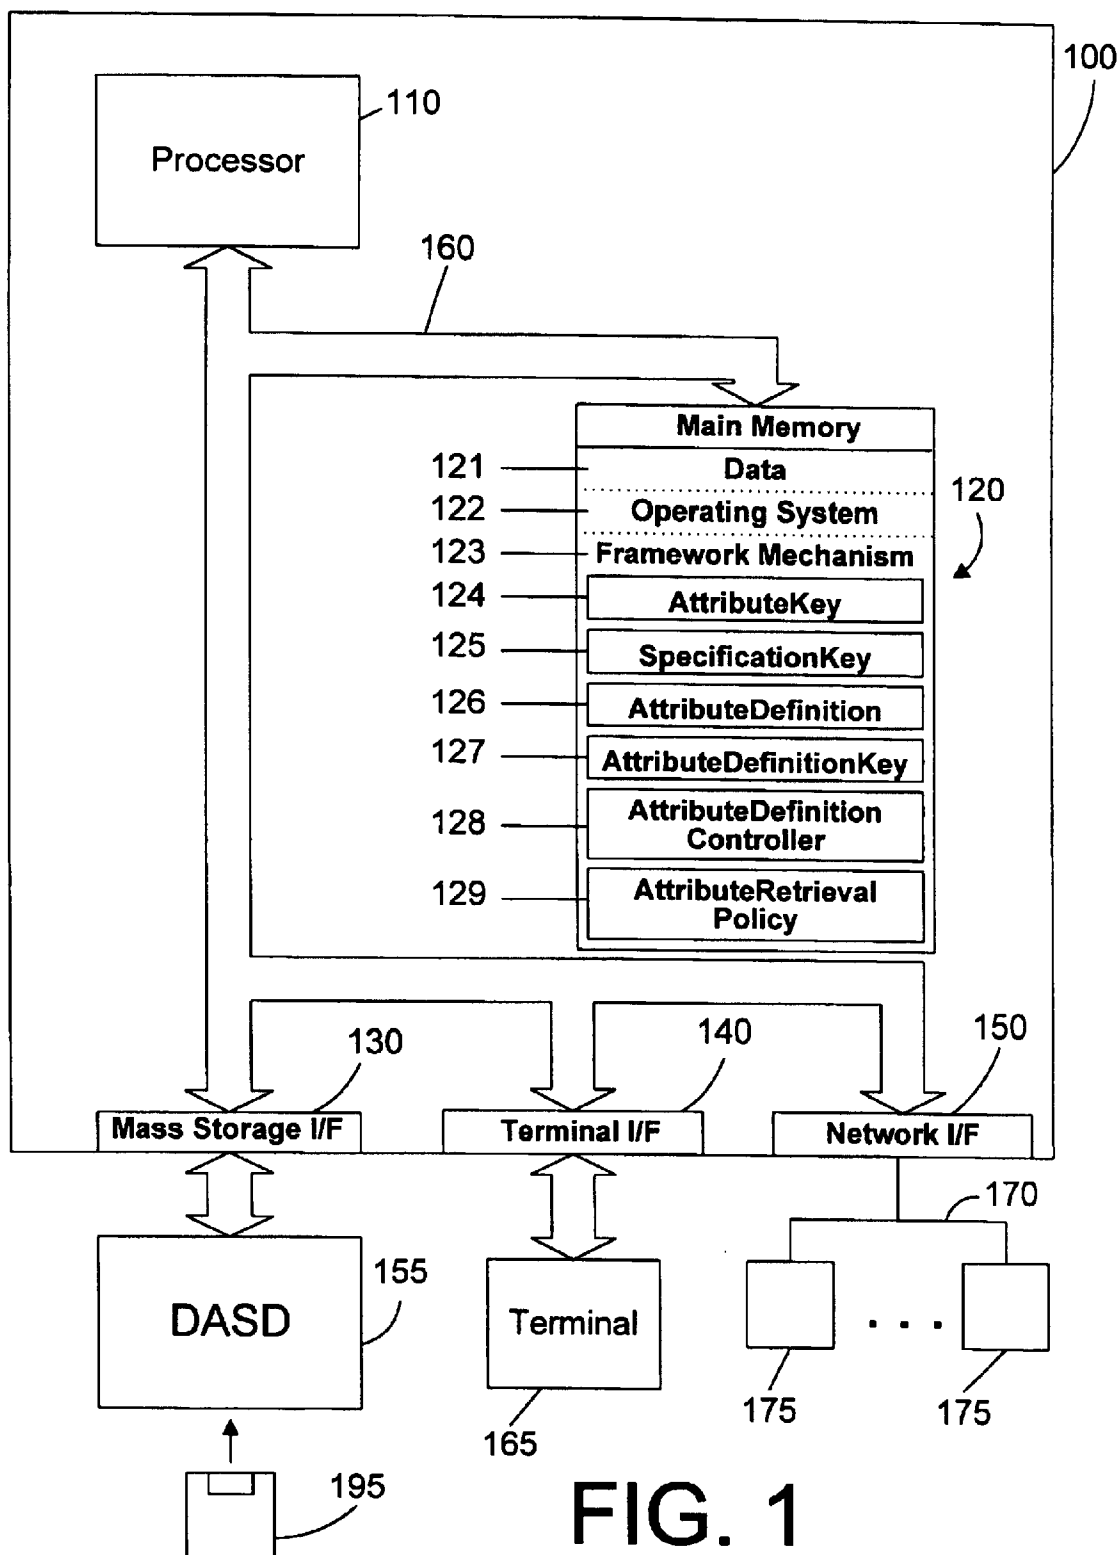 100
110
Processor
160
Main Memory
121 Data
122 Operating System
120
123 Framework Mechanism
124 AttributeKey
125 SpecificationKey
126 AttributeDefinition
127 AttributeDefinitionKey
128 AttributeDefinition
Controller
129 AttributeRetrieval
Policy
130 140 150
Mass Storage I/F Terminal I/F Network I/F
170
155
DASD Terminal . . .
175 175
165
195
FIG. 1